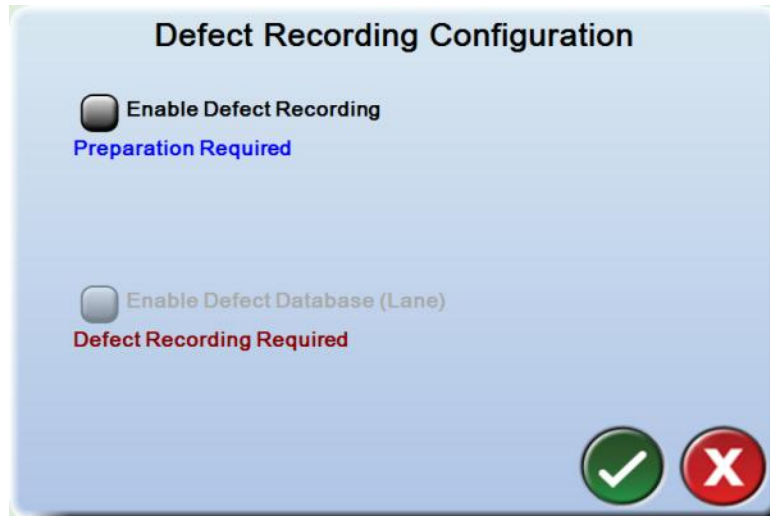 Defect Recording Configuration
Enable Defect Recording
Preparation Required
Enable Defect Database (Lane)
Defect Recording Required